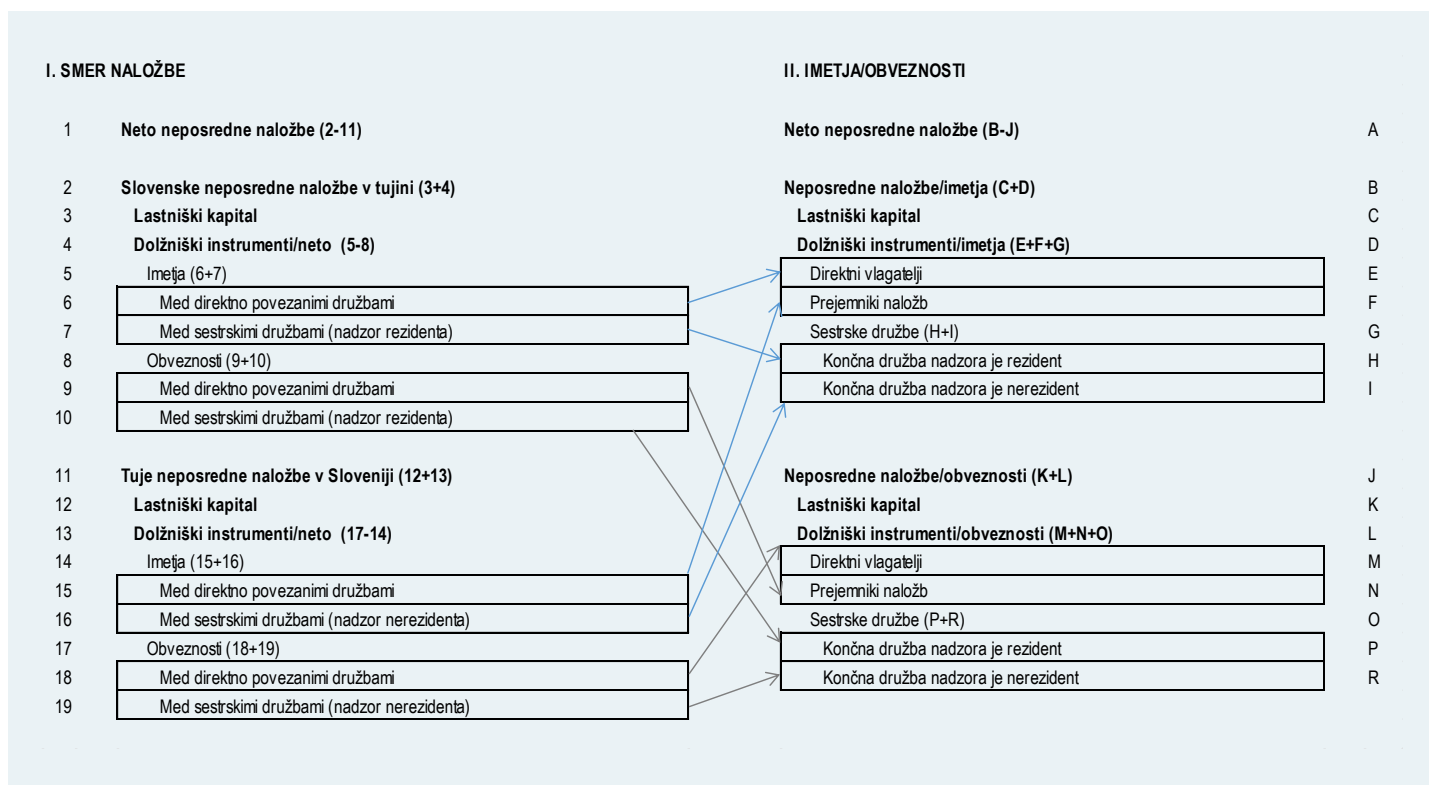 I. SMER NALOŽBE II. IMETJA/OBVEZNOSTI
1 Neto neposredne naložbe (2-11) Neto neposredne naložbe (B-J) A
2 Slovenske neposredne naložbe v tujini (3+4) Neposredne naložbe/imetja (C+D) B
3 Lastniški kapital Lastniški kapital C
4 Dolžniški instrumenti/neto (5-8) Dolžniški instrumenti/imetja (E+F+G) D
5 Imetja (6+7) Direktni vlagatelji E
6 Med direktno povezanimi družbami Prejemniki naložb F
7 Med sestrskimi družbami (nadzor rezidenta) Sestrske družbe (H+I) G
8 Obveznosti (9+10) Končna družba nadzora je rezident H
9 Med direktno povezanimi družbami Končna družba nadzora je nerezident I
10 Med sestrskimi družbami (nadzor rezidenta)
11 Tuje neposredne naložbe v Sloveniji (12+13) Neposredne naložbe/obveznosti (K+L) J
12 Lastniški kapital Lastniški kapital K
13 Dolžniški instrumenti/neto (17-14) Dolžniški instrumenti/obveznosti (M+N+O) L
14 Imetja (15+16) Direktni vlagatelji M
15 Med direktno povezanimi družbami Prejemniki naložb N
16 Med sestrskimi družbami (nadzor nerezidenta) Sestrske družbe (P+R) O
17 Obveznosti (18+19) Končna družba nadzora je rezident P
18 Med direktno povezanimi družbami Končna družba nadzora je nerezident R
19 Med sestrskimi družbami (nadzor nerezidenta)